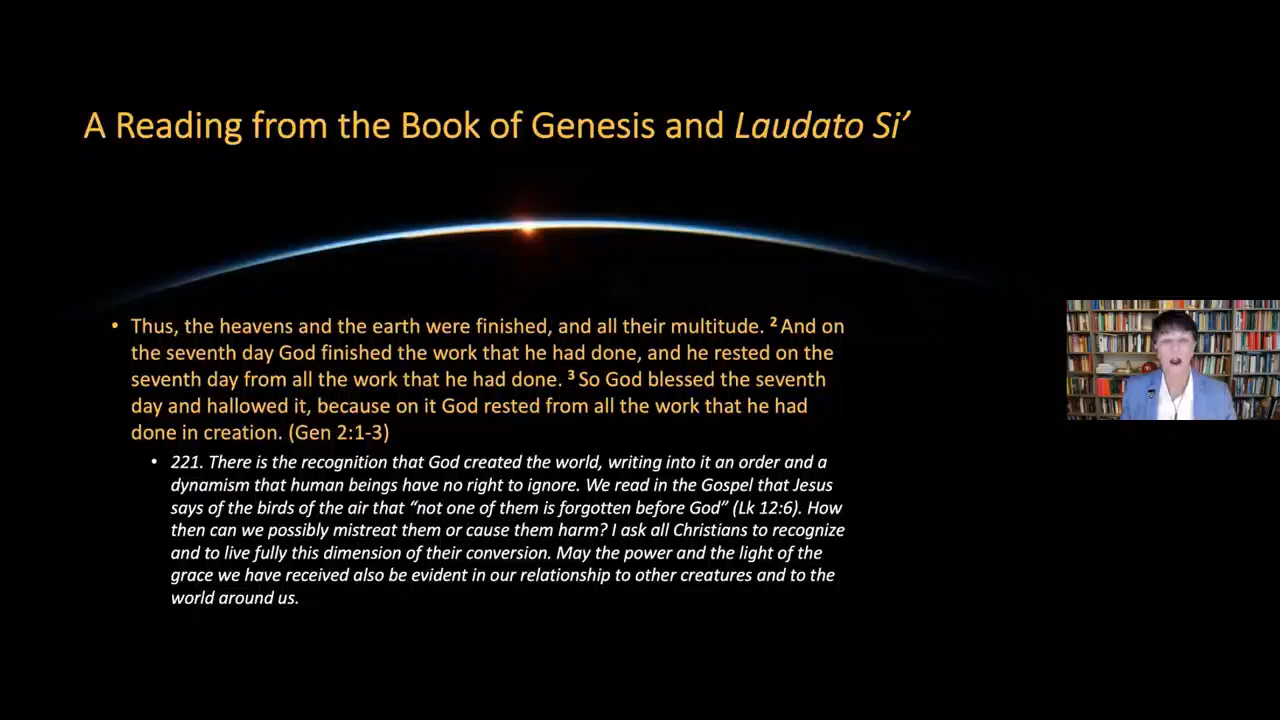 A Reading from the Book of Genesis and Laudato Si’
• Thus, the heavens and the earth were finished, and all their multitude. ² And on
the seventh day God finished the work that he had done, and he rested on the
seventh day from all the work that he had done. ³ So God blessed the seventh
day and hallowed it, because on it God rested from all the work that he had
done in creation. (Gen 2:1-3)
• 221. There is the recognition that God created the world, writing into it an order and a
dynamism that human beings have no right to ignore. We read in the Gospel that Jesus
says of the birds of the air that “not one of them is forgotten before God” (Lk 12:6). How
then can we possibly mistreat them or cause them harm? I ask all Christians to recognize
and to live fully this dimension of their conversion. May the power and the light of the
grace we have received also be evident in our relationship to other creatures and to the
world around us.